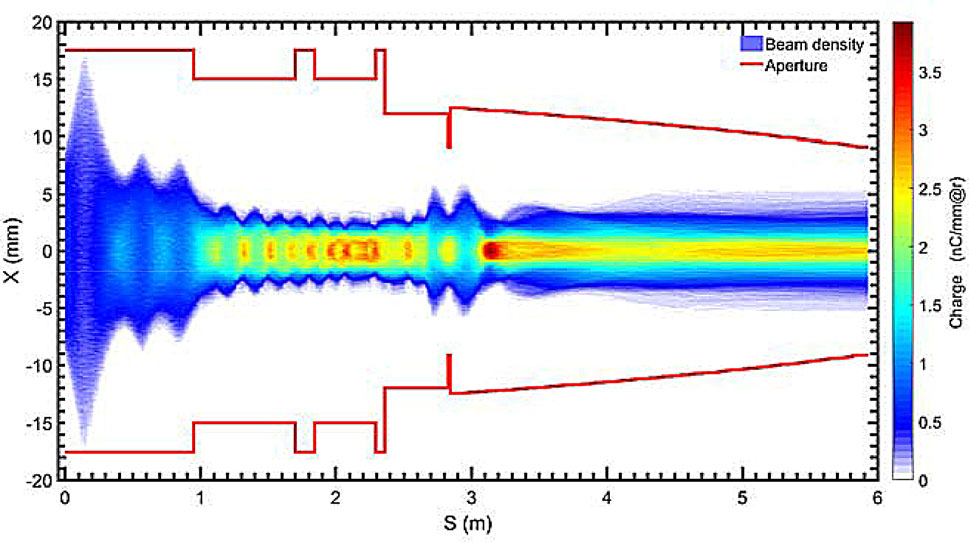 20
15
10
5
0
-5
-10
-15
-20
X (mm)
Beam density
Aperture
0 1 2 3 4 5 6
S (m)
3.5
3
2.5
2
1.5
1
0.5
0
Charge (nC/mm@r)